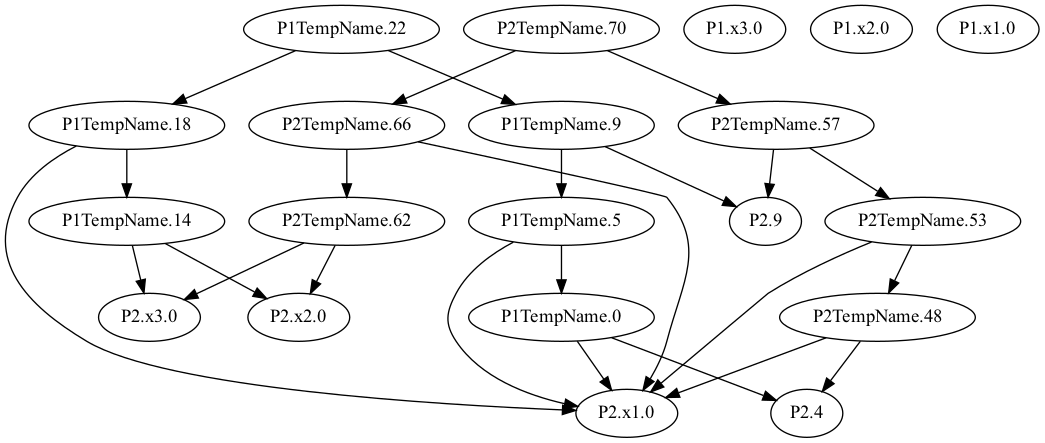 P1TempName.22
P2TempName.70
P1.x3.0
P1.x2.0
P1.x1.0
P1TempName.18
P2TempName.66
P1TempName.9
P2TempName.57
P1TempName.14
P2TempName.62
P1TempName.5
P2.9
P2TempName.53
P2.x3.0
P2.x2.0
P1TempName.0
P2TempName.48
P2.x1.0
P2.4